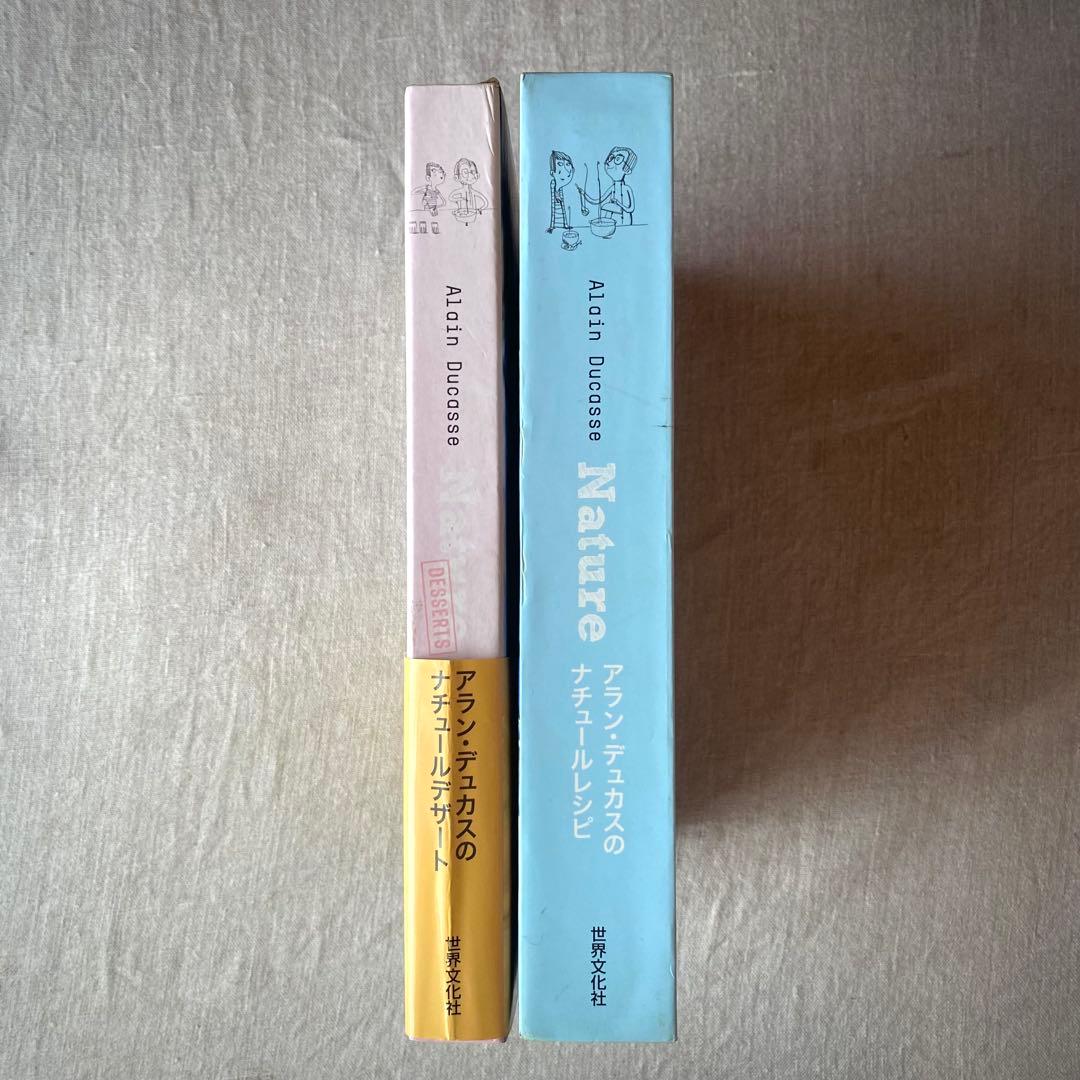 Alain Ducasse
Nature
DESSERTS
アラン・デュカスの
ナチュールデザート
世界文化社
Alain Ducasse
Nature
アラン・デュカスの
ナチュールレシピ
世界文化社